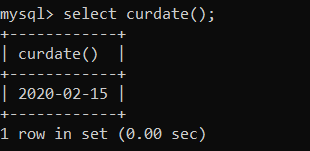 mysql> select curdate();
+------------+
| curdate()  |
+------------+
| 2020-02-15 |
+------------+
1 row in set (0.00 sec)